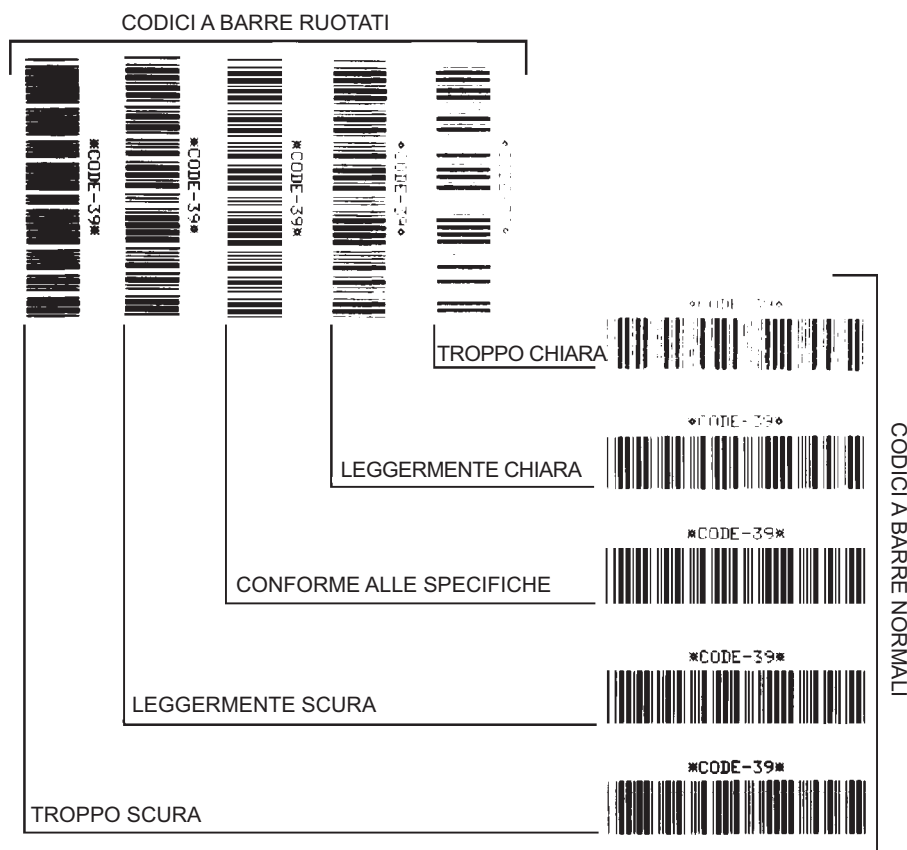 CODICI A BARRE RUOTATI
*CODE-39*
*CODE-39*
*CODE-39*
TROPPO CHIARA
LEGGERMENTE CHIARA
*CODE-39*
CONFORME ALLE SPECIFICHE
*CODE-39*
LEGGERMENTE SCURA
*CODE-39*
TROPPO SCURA
CODICI A BARRE NORMALI